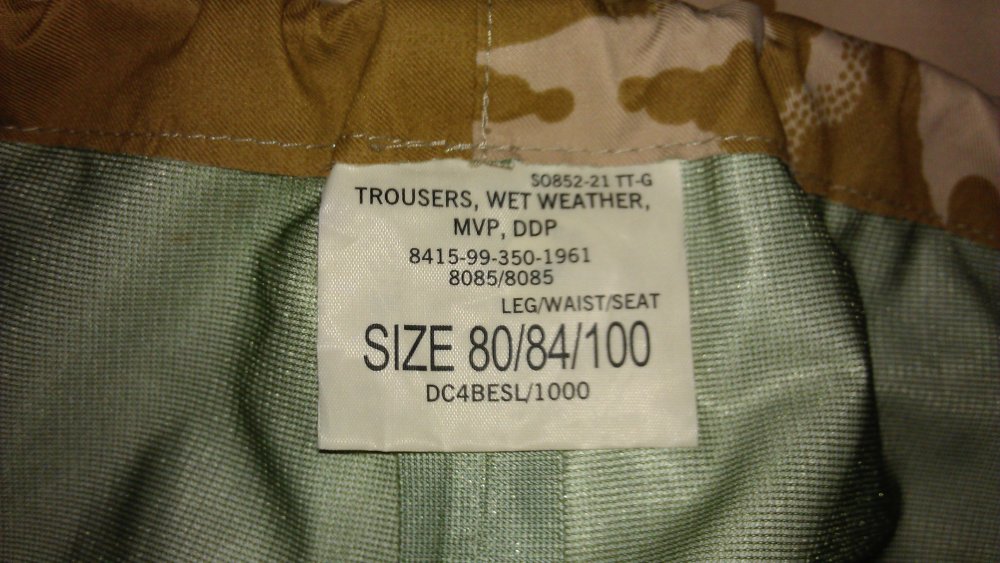 SO852-21 TT-G
TROUSERS, WET WEATHER,
MVP, DDP
8415-99-350-1961
8085/8085
LEG/WAIST/SEAT
SIZE 80/84/100
DC4BESL/1000